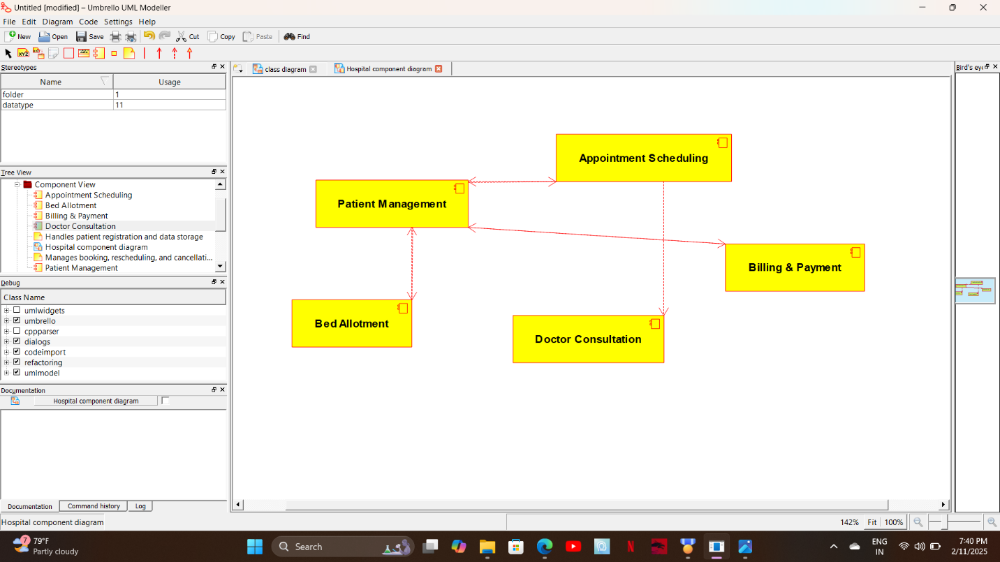 Untitled [modified] – Umbrello UML Modeller
File Edit Diagram Code Settings Help
New Open Save Cut Copy Paste Find
XYZ
Stereotypes
Name Usage
folder 1
datatype 11
Tree View
Component View
Appointment Scheduling
Bed Allotment
Billing & Payment
Doctor Consultation
Handles patient registration and data storage
Hospital component diagram
Manages booking, rescheduling, and cancellati...
Patient Management
Debug
Class Name
umlwidgets
umbrello
cppparser
dialogs
codeimport
refactoring
umlmodel
Documentation
Hospital component diagram
Documentation Command history Log
class diagram Hospital component diagram
Appointment Scheduling
Patient Management
Billing & Payment
Bed Allotment
Doctor Consultation
Bird's eye
Hospital component diagram
142% Fit 100%
7 79°F
Partly cloudy
Search
ENG
IN
7:40 PM
2/11/2025